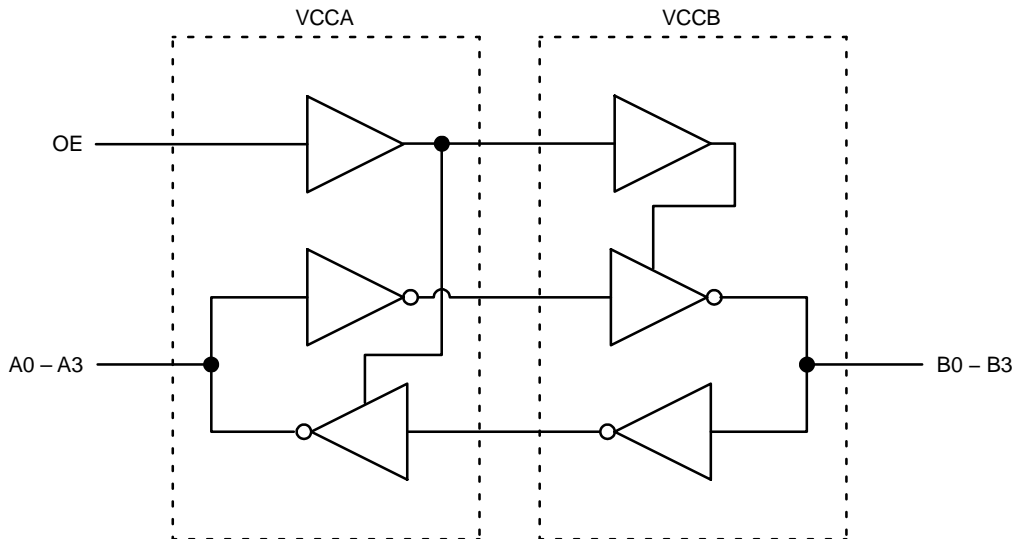 VCCA
VCCB
OE
A0 – A3
B0 – B3